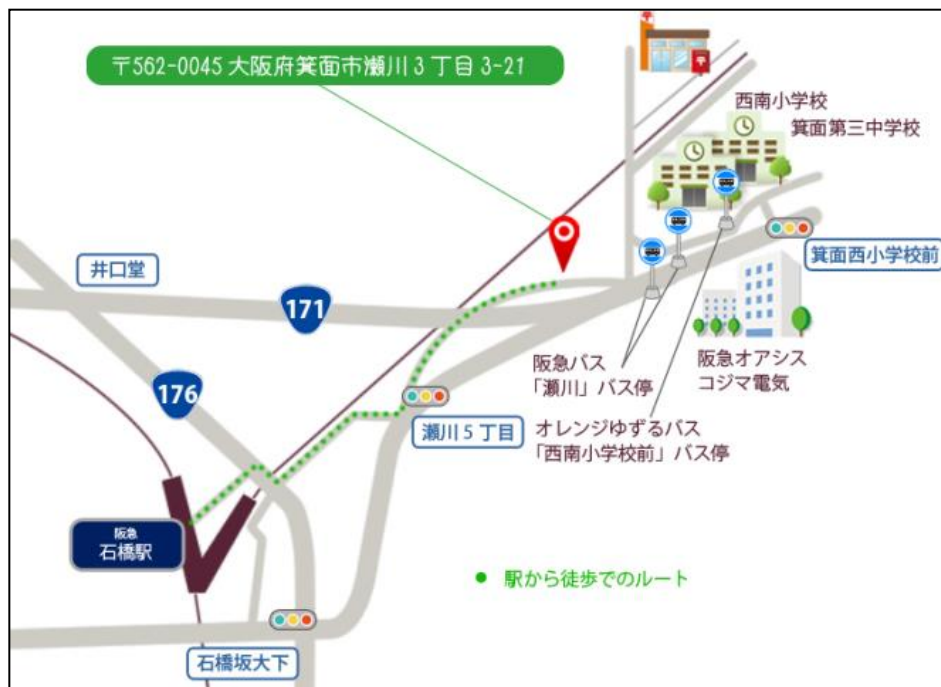 〒562-0045 大阪府箕面市瀬川3丁目3-21
西南小学校
箕面第三中学校
井口堂
箕面西小学校前
171
阪急バス
「瀬川」バス停
阪急オアシス
コジマ電気
176
瀬川5丁目
オレンジゆずるバス
「西南小学校前」バス停
阪急
石橋駅
駅から徒歩でのルート
石橋坂大下